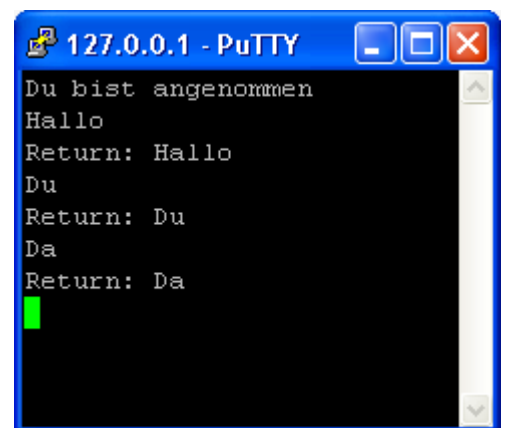 127.0.0.1 - PuTTY
Du bist angenommen
Hallo
Return: Hallo
Du
Return: Du
Da
Return: Da